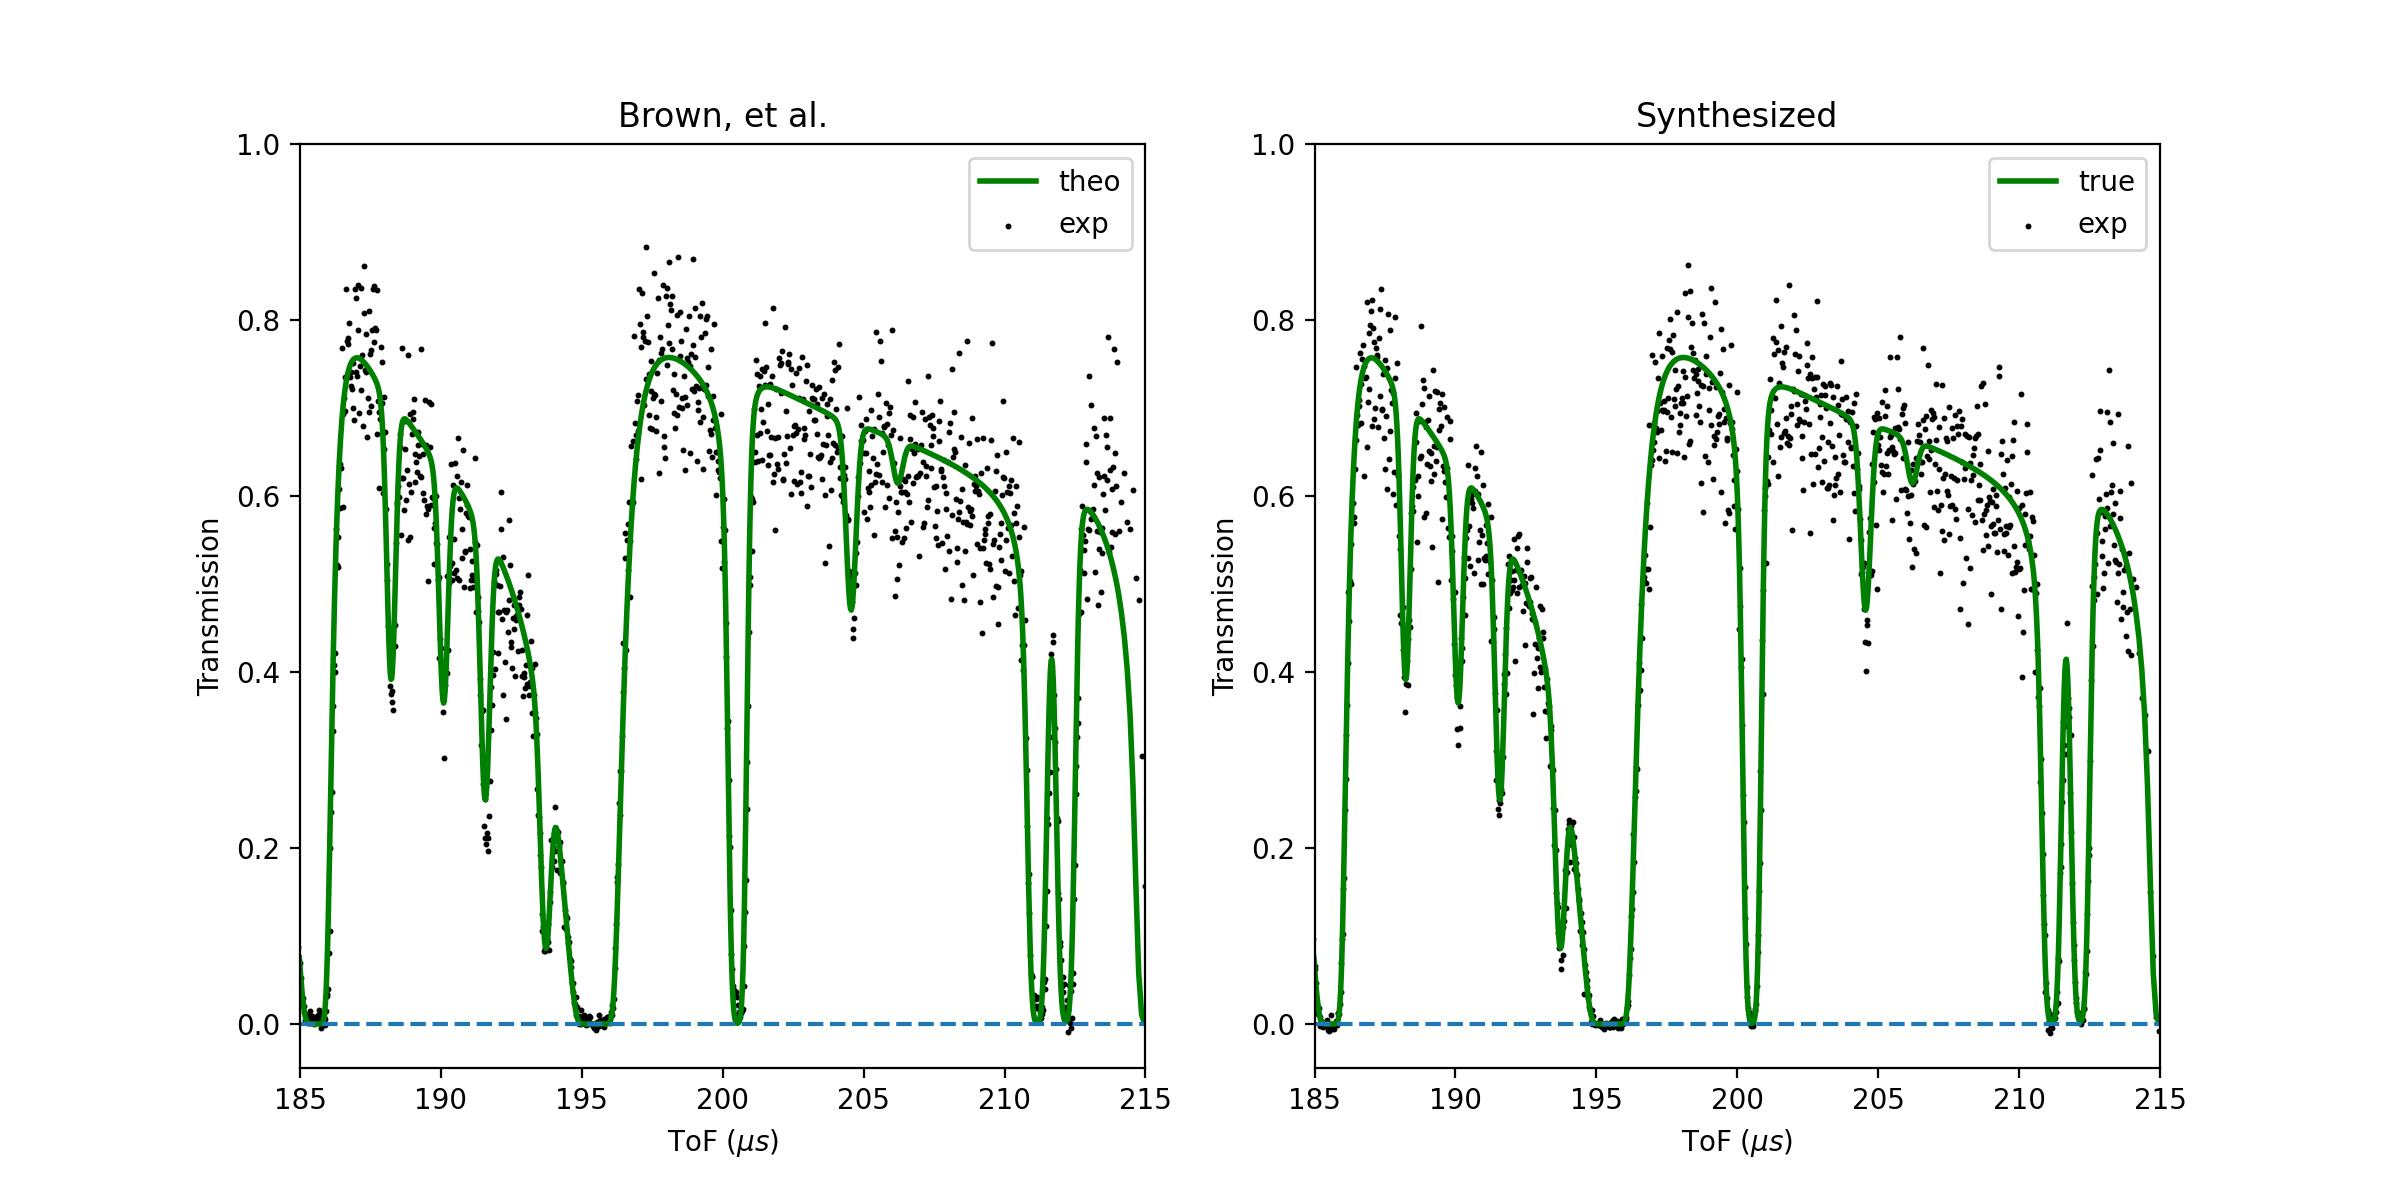 Brown, et al.
1.0
0.8
0.6
0.4
0.2
0.0
Transmission
theo
exp
185
190
195
200
205
210
215
ToF (μs)
Synthesized
1.0
0.8
0.6
0.4
0.2
0.0
Transmission
true
exp
185
190
195
200
205
210
215
ToF (μs)